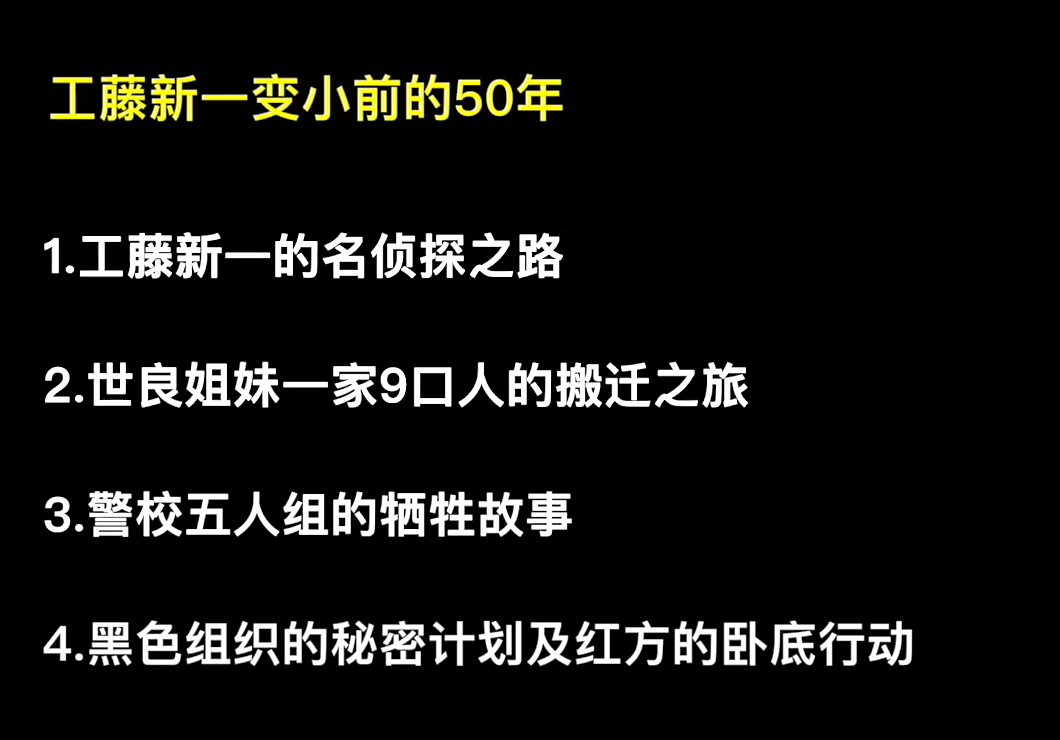 工藤新一变小前的50年
1.工藤新一的名侦探之路
2.世良姐妹一家9口人的搬迁之旅
3.警校五人组的牺牲故事
4.黑色组织的秘密计划及红方的卧底行动